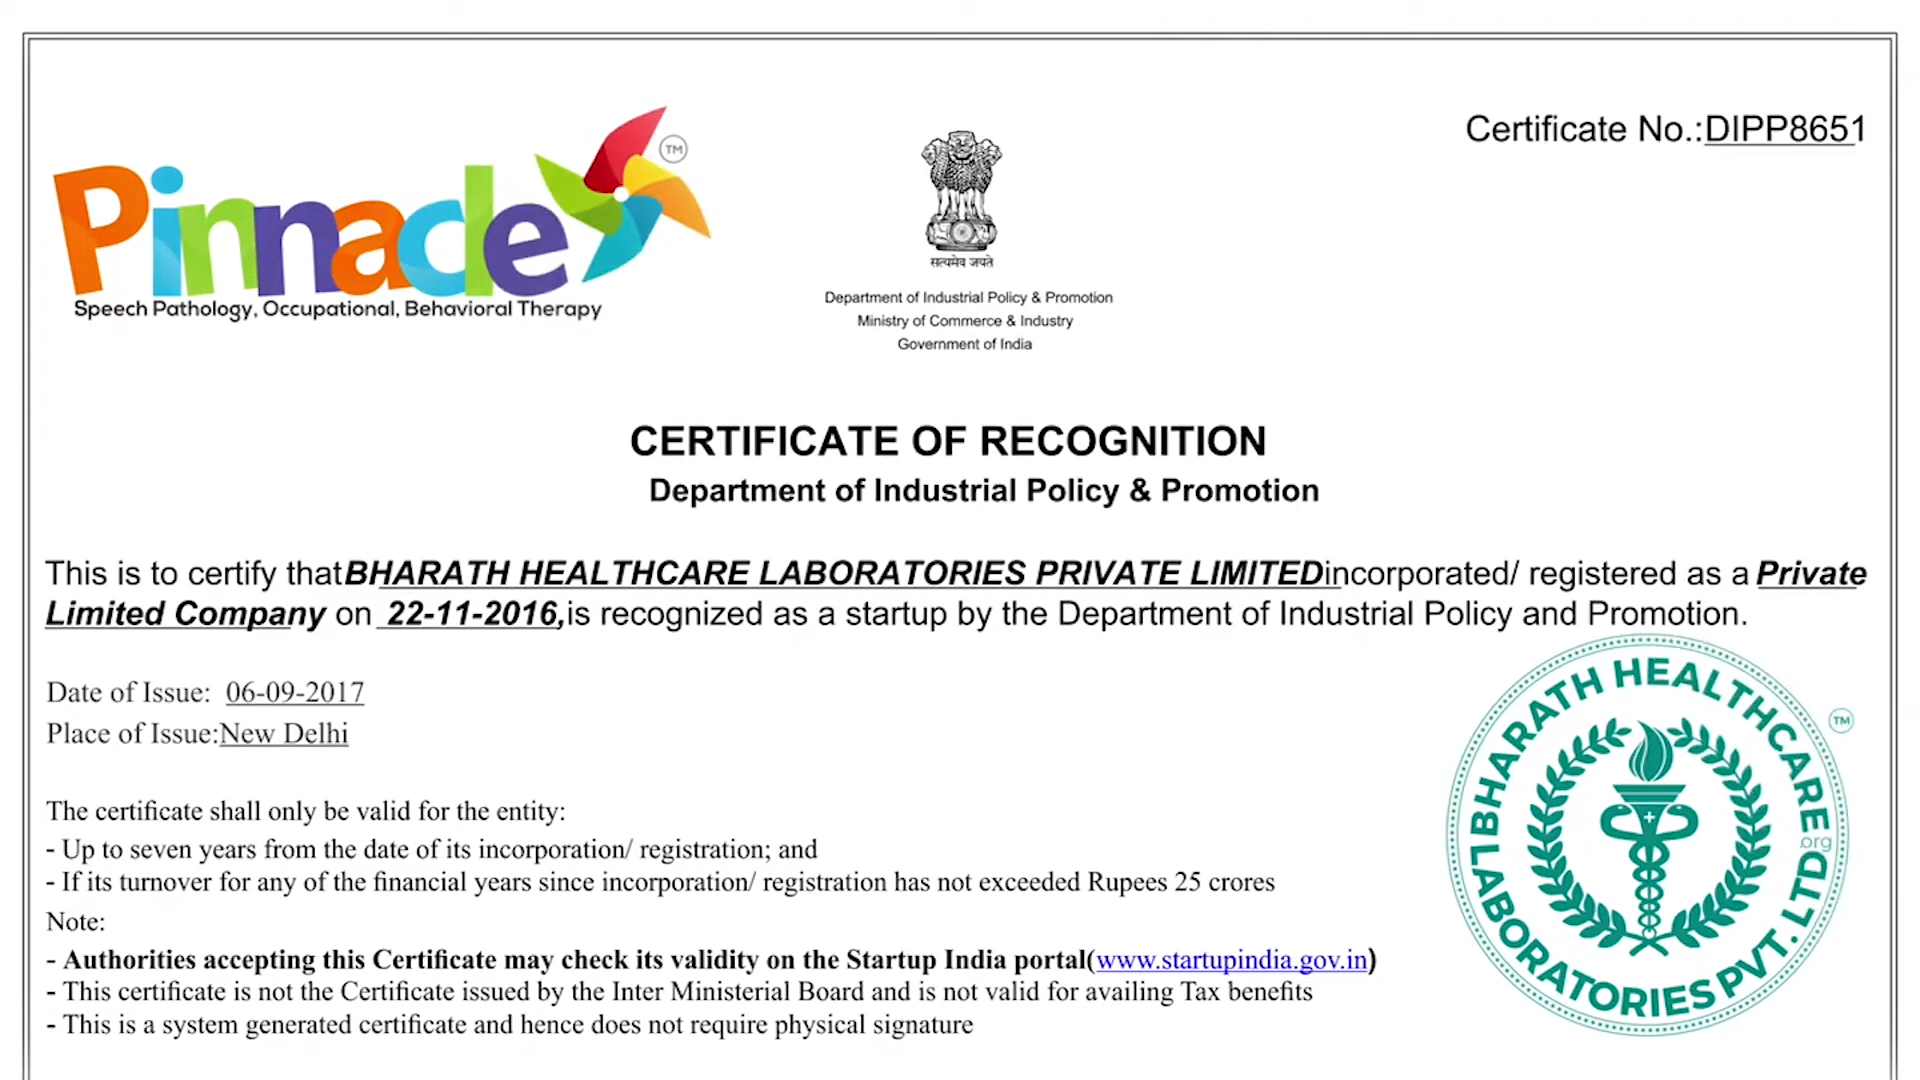 Certificate No.:DIPP8651
Pinnacle
TM
Speech Pathology, Occupational, Behavioral Therapy
सत्यमेव जयते
Department of Industrial Policy & Promotion
Ministry of Commerce & Industry
Government of India
CERTIFICATE OF RECOGNITION
Department of Industrial Policy & Promotion
This is to certify that BHARATH HEALTHCARE LABORATORIES PRIVATE LIMITED incorporated/ registered as a Private
Limited Company on 22-11-2016, is recognized as a startup by the Department of Industrial Policy and Promotion.
Date of Issue: 06-09-2017
Place of Issue:New Delhi
The certificate shall only be valid for the entity:
- Up to seven years from the date of its incorporation/ registration; and
- If its turnover for any of the financial years since incorporation/ registration has not exceeded Rupees 25 crores
Note:
- Authorities accepting this Certificate may check its validity on the Startup India portal(www.startupindia.gov.in)
- This certificate is not the Certificate issued by the Inter Ministerial Board and is not valid for availing Tax benefits
- This is a system generated certificate and hence does not require physical signature
BHARATH HEALTHCARE
LABORATORIES PVT. LTD
.org
TM